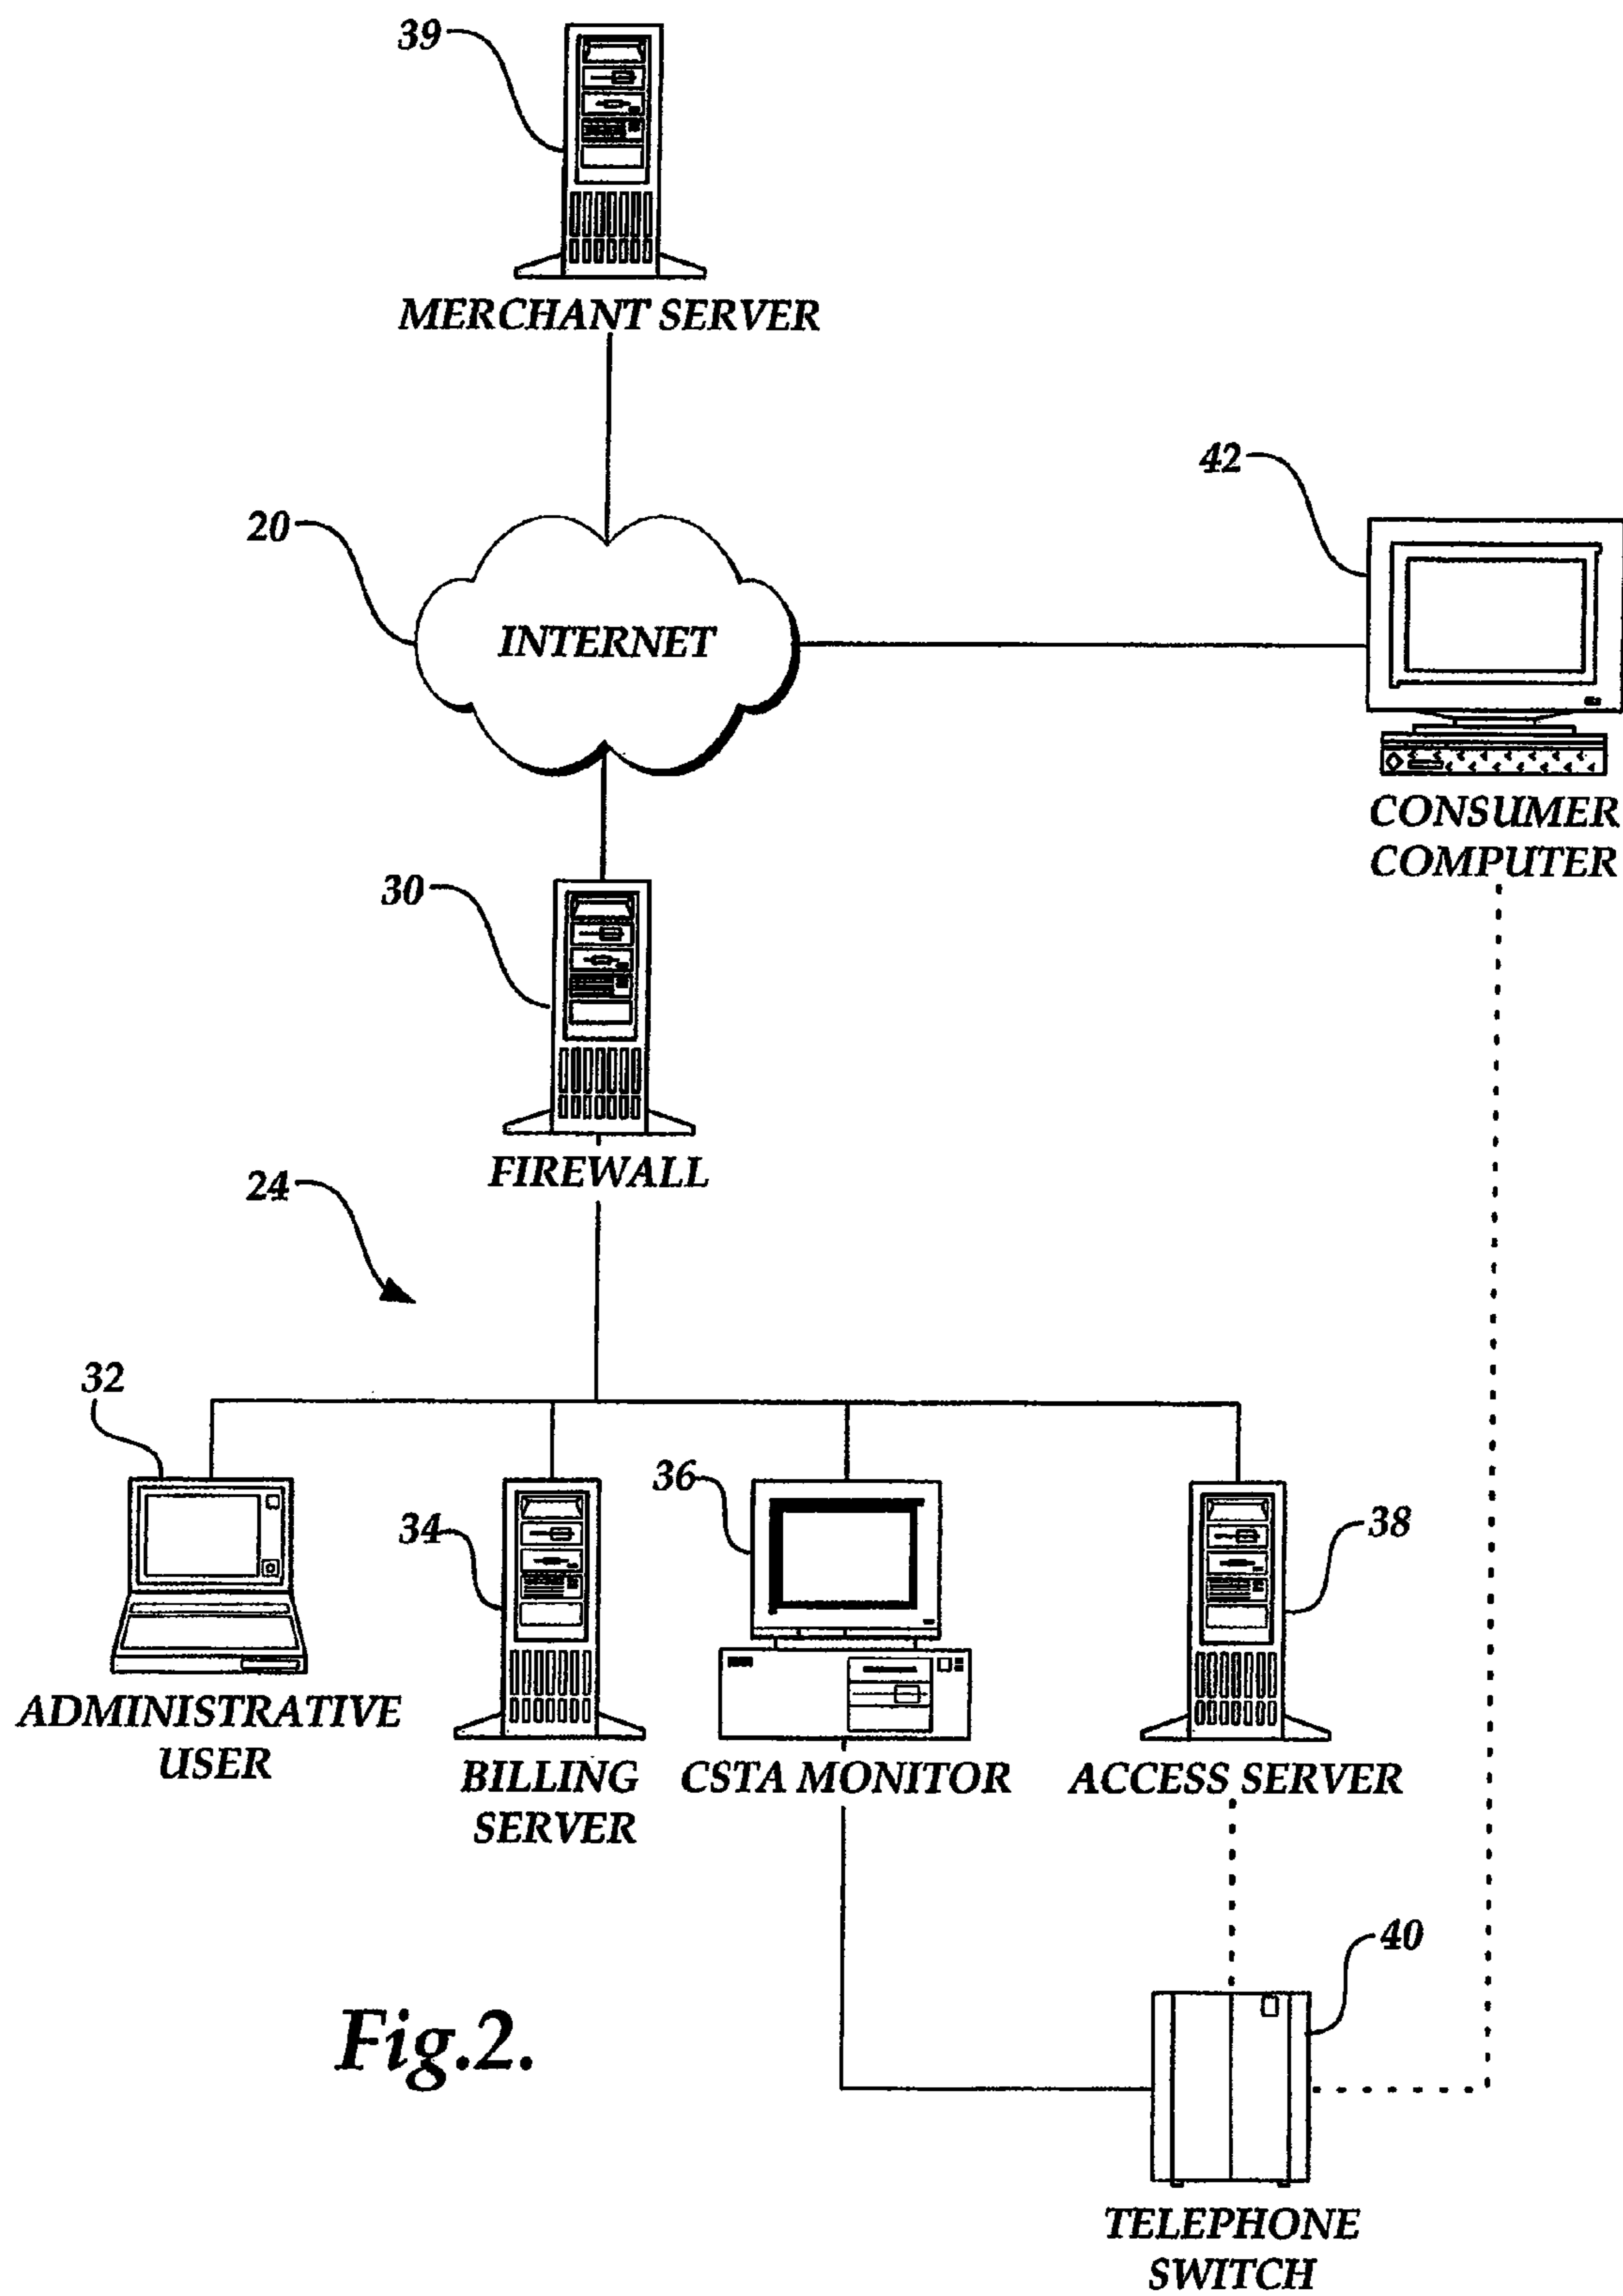 39
MERCHANT SERVER
42
20
INTERNET
CONSUMER
COMPUTER
30
FIREWALL
24
32
36
34
38
ADMINISTRATIVE
USER
BILLING
SERVER
CSTA MONITOR
ACCESS SERVER
40
Fig.2.
TELEPHONE
SWITCH